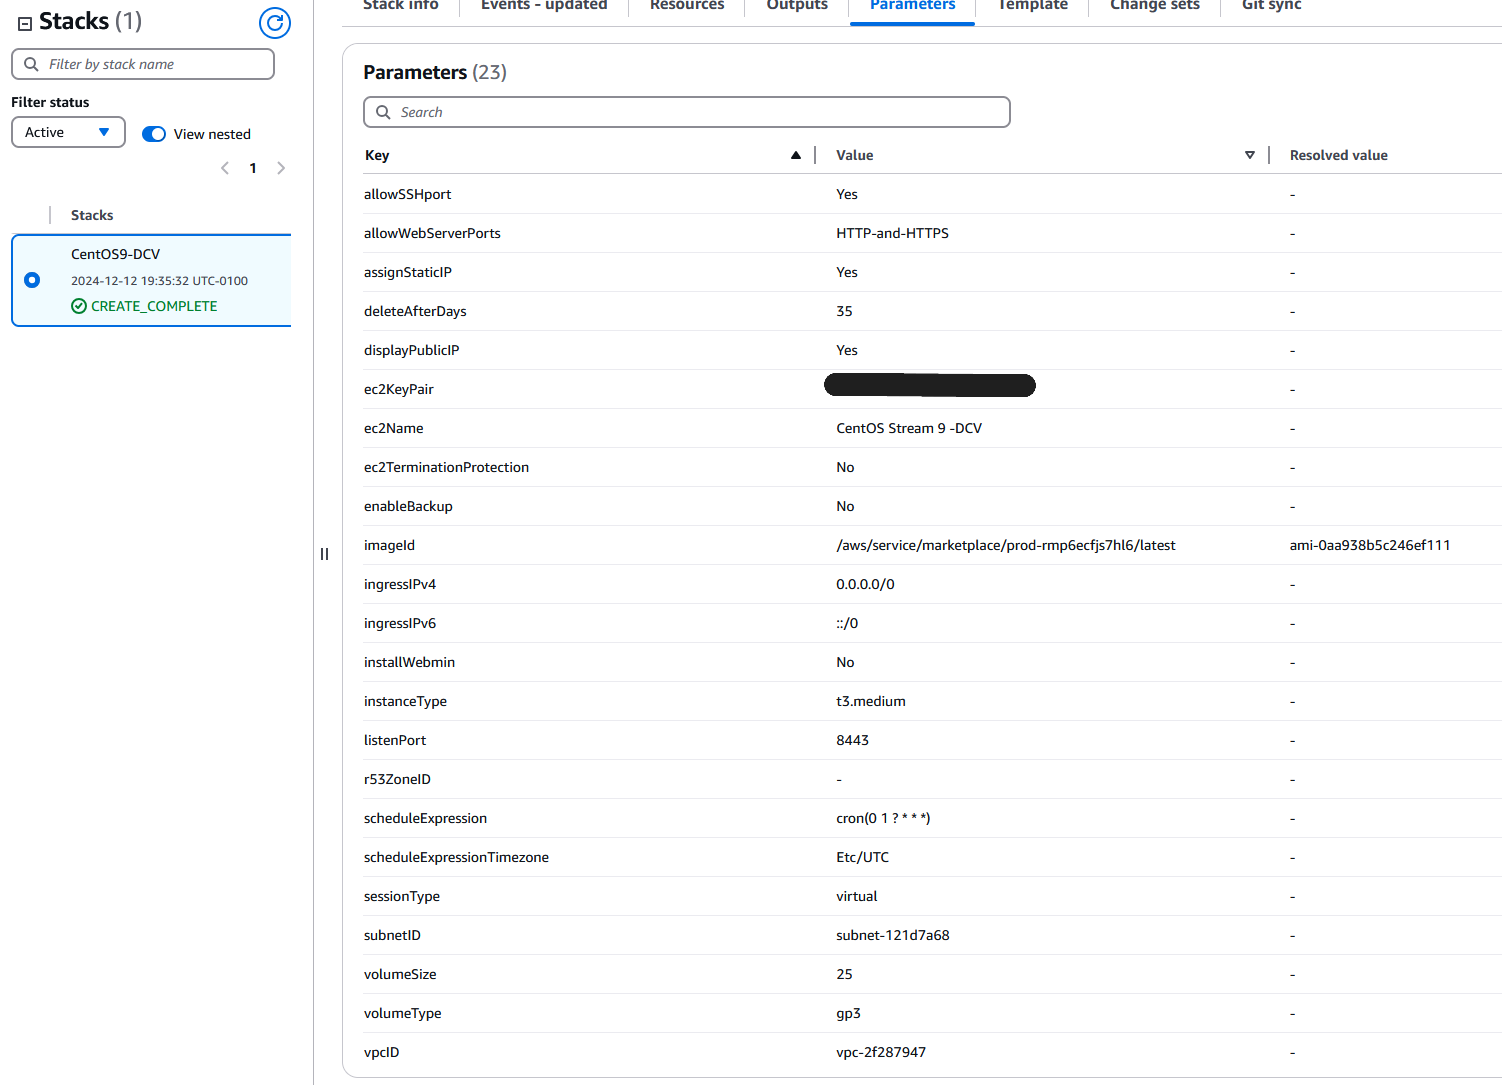 Stacks (1)
Filter by stack name
Filter status
Active
View nested
1
Stacks
CentOS9-DCV
2024-12-12 19:35:32 UTC-0100
CREATE_COMPLETE
Stack info
Events - updated
Resources
Outputs
Parameters
Template
Change sets
Git sync
Parameters (23)
Search
Key Value Resolved value
allowSSHport Yes -
allowWebServerPorts HTTP-and-HTTPS -
assignStaticIP Yes -
deleteAfterDays 35 -
displayPublicIP Yes -
ec2KeyPair -
ec2Name CentOS Stream 9 -DCV -
ec2TerminationProtection No -
enableBackup No -
imageId /aws/service/marketplace/prod-rmp6ecfjs7hl6/latest ami-0aa938b5c246ef111
ingressIPv4 0.0.0.0/0 -
ingressIPv6 ::/0 -
installWebmin No -
instanceType t3.medium -
listenPort 8443 -
r53ZoneID - -
scheduleExpression cron(0 1 ? * * *) -
scheduleExpressionTimezone Etc/UTC -
sessionType virtual -
subnetID subnet-121d7a68 -
volumeSize 25 -
volumeType gp3 -
vpcID vpc-2f287947 -